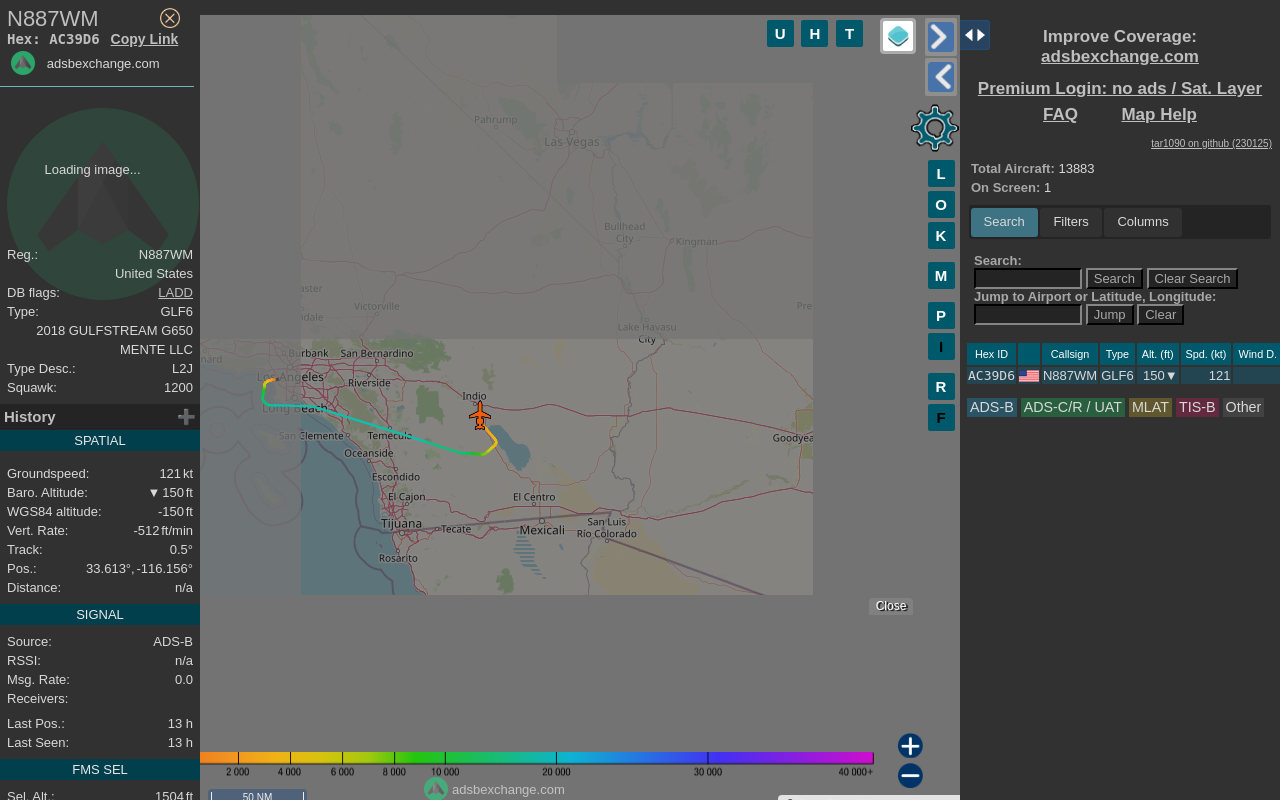 N887WM
Hex: AC39D6 Copy Link
adsbexchange.com
Loading image...
Reg.: N887WM
United States
DB flags: LADD
Type: GLF6
2018 GULFSTREAM G650
MENTE LLC
Type Desc.: L2J
Squawk: 1200
History
SPATIAL
Groundspeed: 121 kt
Baro. Altitude: ▼ 150 ft
WGS84 altitude: -150 ft
Vert. Rate: -512 ft/min
Track: 0.5°
Pos.: 33.613°, -116.156°
Distance: n/a
SIGNAL
Source: ADS-B
RSSI: n/a
Msg. Rate: 0.0
Receivers:
Last Pos.: 13 h
Last Seen: 13 h
FMS SEL
Sel. Alt.: 1504 ft
U H T
L
O
K
M
P
I
R
F
Pahrump
Las Vegas
Bullhead
City
Kingman
Victorville
Lake Havasu
City
Burbank
San Bernardino
Los Angeles
Riverside
Indio
Long Beach
San Clemente
Temecula
Goodyea
Oceanside
Escondido
El Cajon
El Centro
Tijuana
Tecate
Mexicali
San Luis
Río Colorado
Rosarito
Close
2 000 4 000 6 000 8 000 10 000 20 000 30 000 40 000+
adsbexchange.com
50 NM
Improve Coverage:
adsbexchange.com
Premium Login: no ads / Sat. Layer
FAQ Map Help
tar1090 on github (230125)
Total Aircraft: 13883
On Screen: 1
Search Filters Columns
Search:
Search Clear Search
Jump to Airport or Latitude, Longitude:
Jump Clear
Hex ID Callsign Type Alt. (ft) Spd. (kt) Wind D.
AC39D6 N887WM GLF6 150▼ 121
ADS-B ADS-C/R / UAT MLAT TIS-B Other